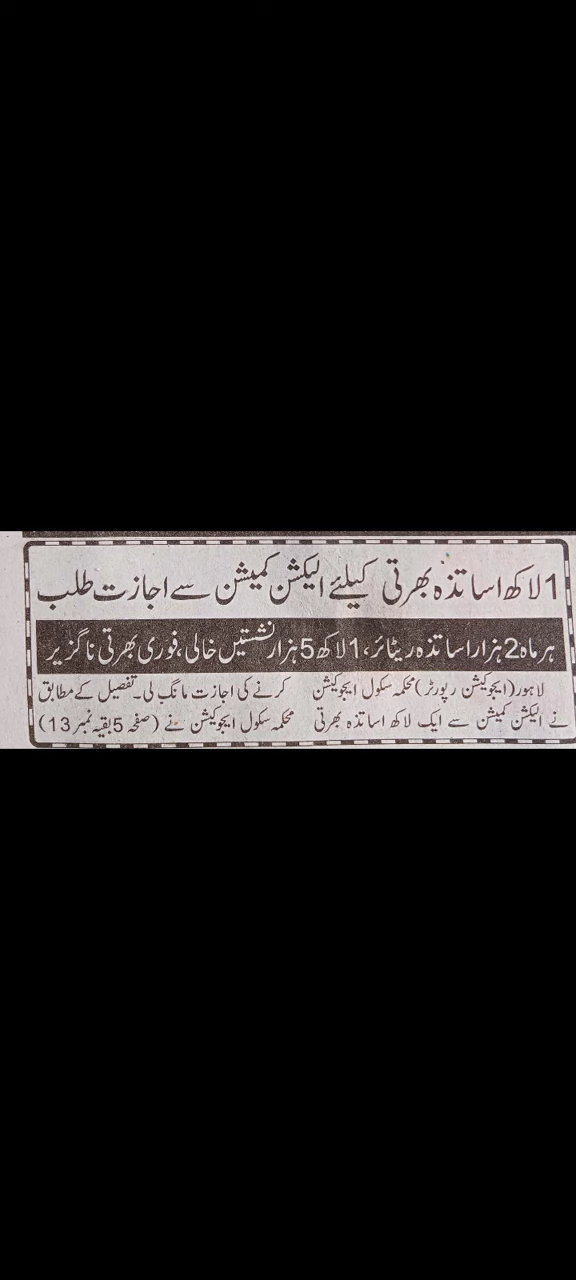 1 لاکھ اساتذہ بھرتی کیلئے الیکشن کمیشن سے اجازت طلب
ہر ماہ 2 ہزار اساتذہ ریٹائر، 1 لاکھ 5 ہزار نشستیں خالی، فوری بھرتی ناگزیر
لاہور (ایجوکیشن رپورٹر) محکمہ سکول ایجوکیشن
نے الیکشن کمیشن سے ایک لاکھ اساتذہ بھرتی
کرنے کی اجازت مانگ لی۔ تفصیل کے مطابق
محکمہ سکول ایجوکیشن نے (صفحہ 5 بقیہ نمبر 13)